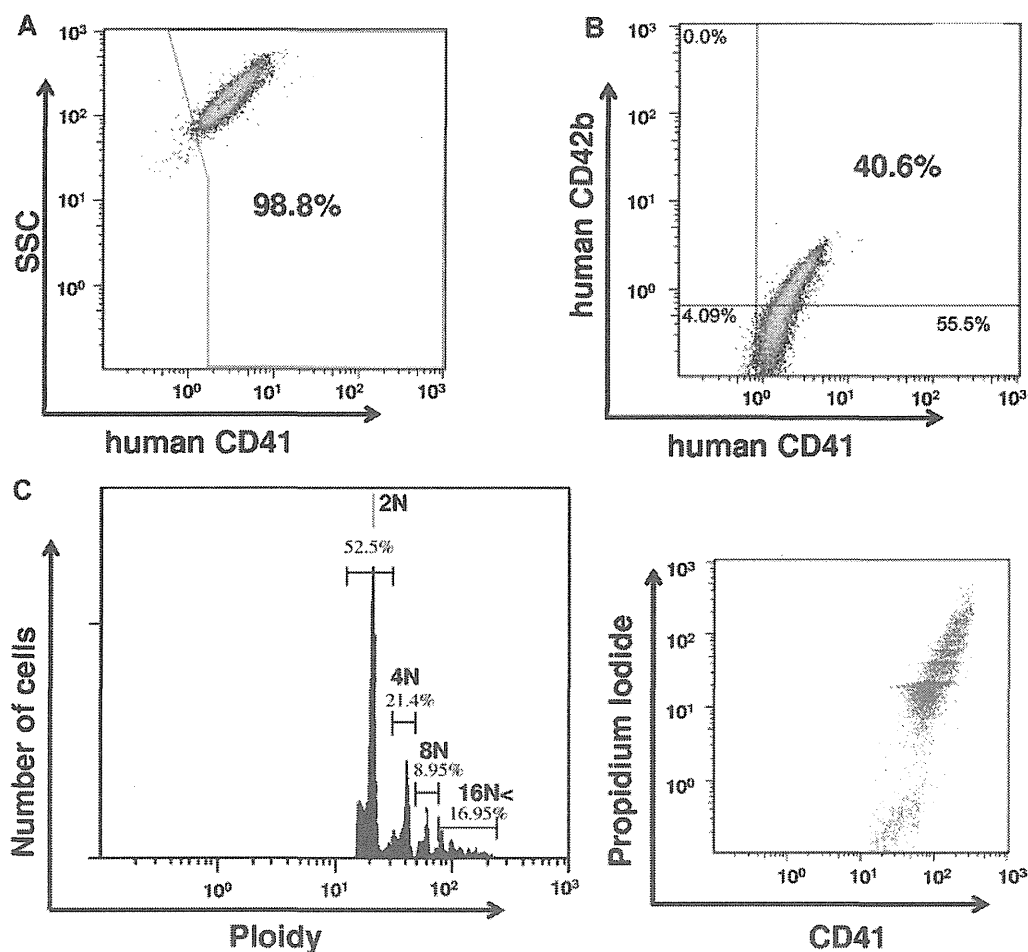 A
10³
10²
10¹
10⁰
SSC
98.8%
10⁰ 10¹ 10² 10³
human CD41
B
10³
10²
10¹
10⁰
human CD42b
0.0%
40.6%
4.09%
55.5%
10⁰ 10¹ 10² 10³
human CD41
C
Number of cells
2N
52.5%
4N
21.4%
8N
8.95%
16N<
16.95%
10⁰ 10¹ 10² 10³
Ploidy
10³
10²
10¹
10⁰
Propidium Iodide
10⁰ 10¹ 10² 10³
CD41